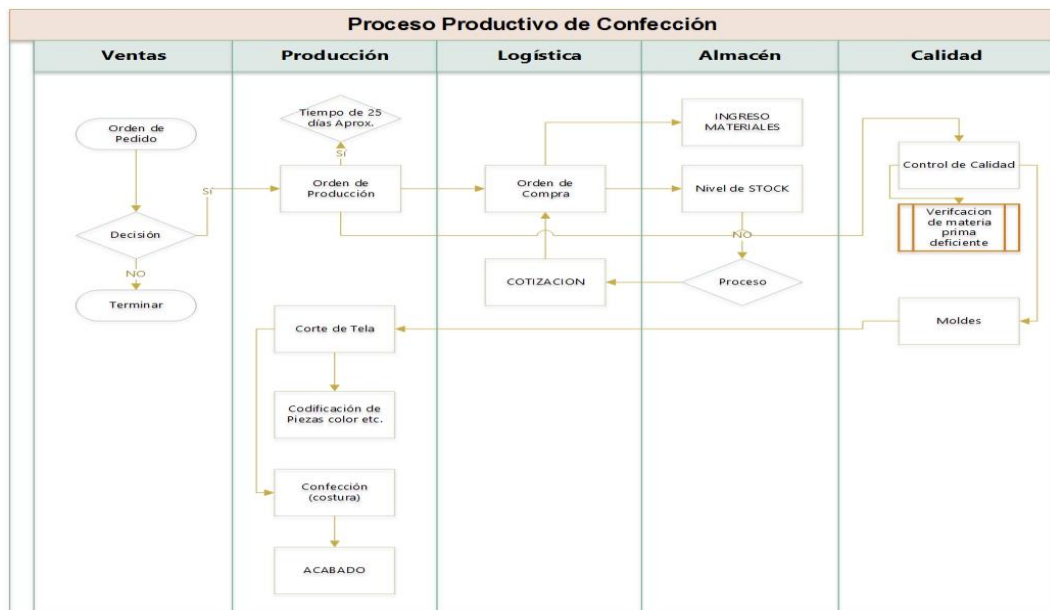 Proceso Productivo de Confección
Ventas
Producción
Logística
Almacén
Calidad
Orden de
Pedido
Decisión
Sí
NO
Terminar
Tiempo de 25
días Aprox.
Sí
Orden de
Producción
Corte de Tela
Codificación de
Piezas color etc.
Confección
(costura)
ACABADO
Orden de
Compra
COTIZACION
INGRESO
MATERIALES
Nivel de STOCK
NO
Proceso
Control de Calidad
Verifcacion
de materia
prima
deficiente
Moldes